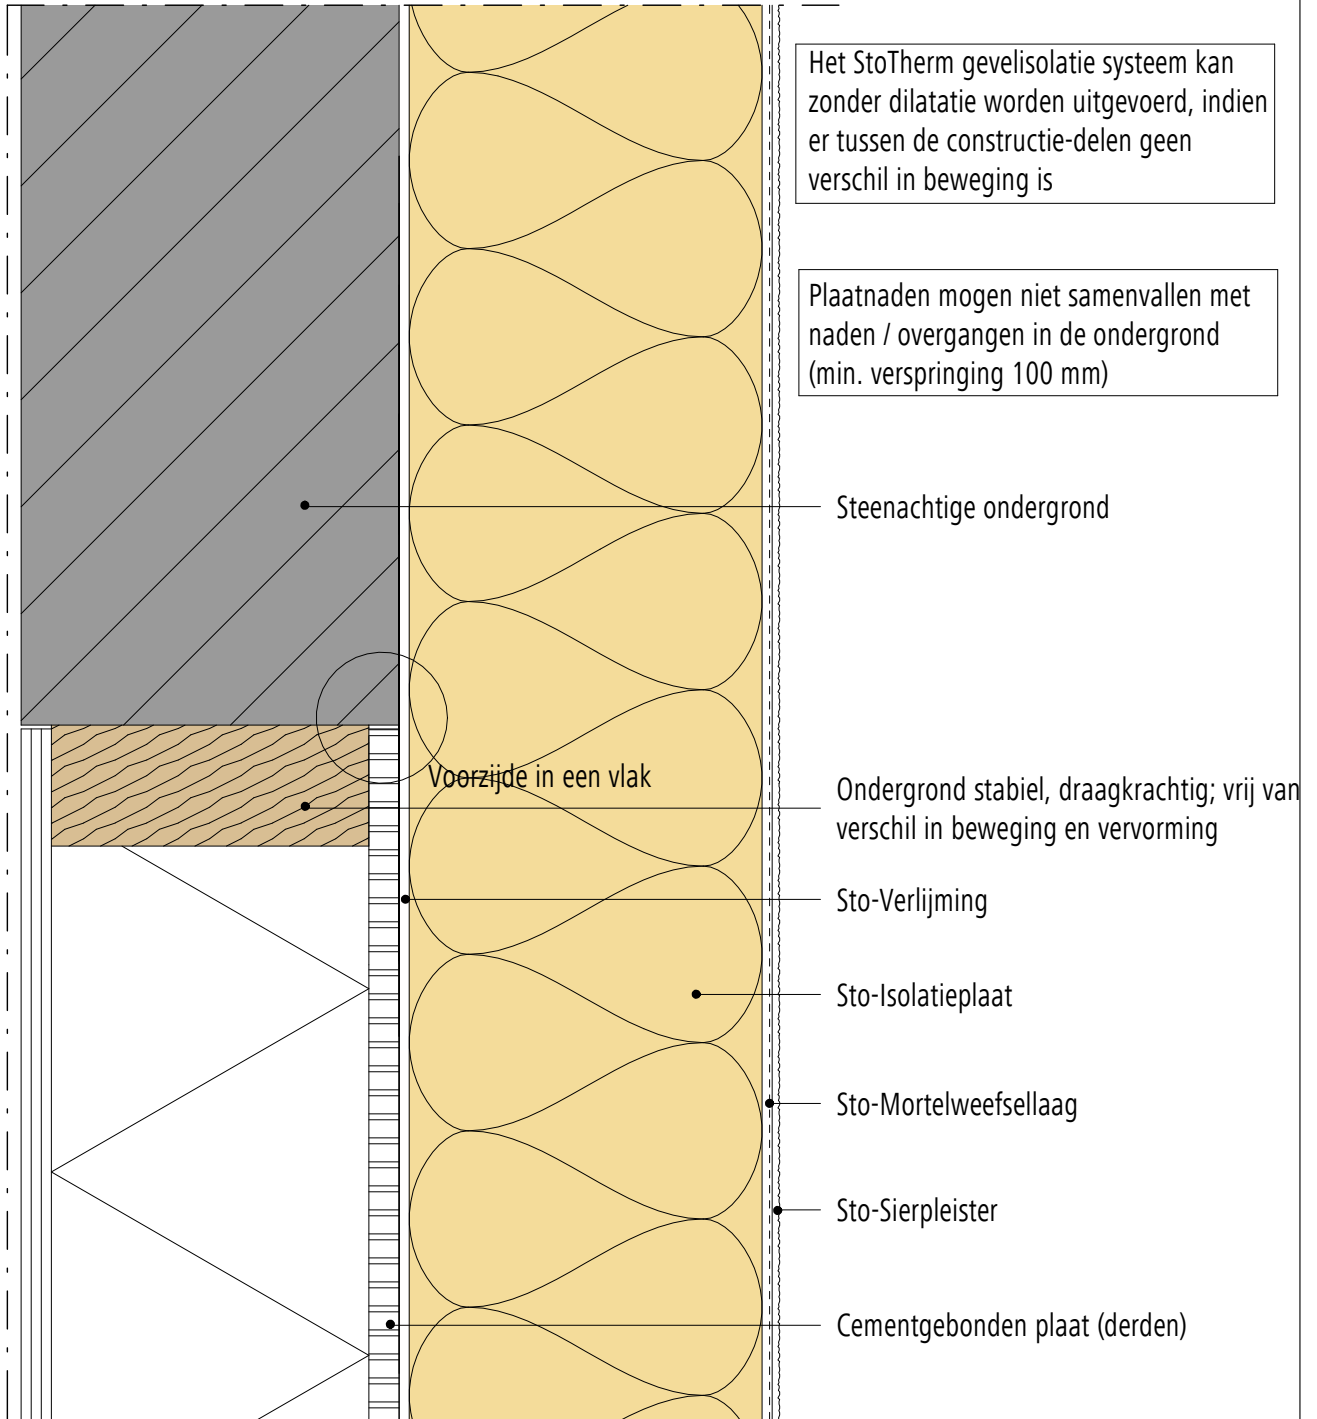 Het StoTherm gevelisolatie systeem kan
zonder dilatatie worden uitgevoerd, indien
er tussen de constructie-delen geen
verschil in beweging is
Plaatnaden mogen niet samenvallen met
naden / overgangen in de ondergrond
(min. verspringing 100 mm)
Steenachtige ondergrond
Voorzijde in een vlak
Ondergrond stabiel, draagkrachtig; vrij van
verschil in beweging en vervorming
Sto-Verlijming
Sto-Isolatieplaat
Sto-Mortelweefsellaag
Sto-Sierpleister
Cementgebonden plaat (derden)